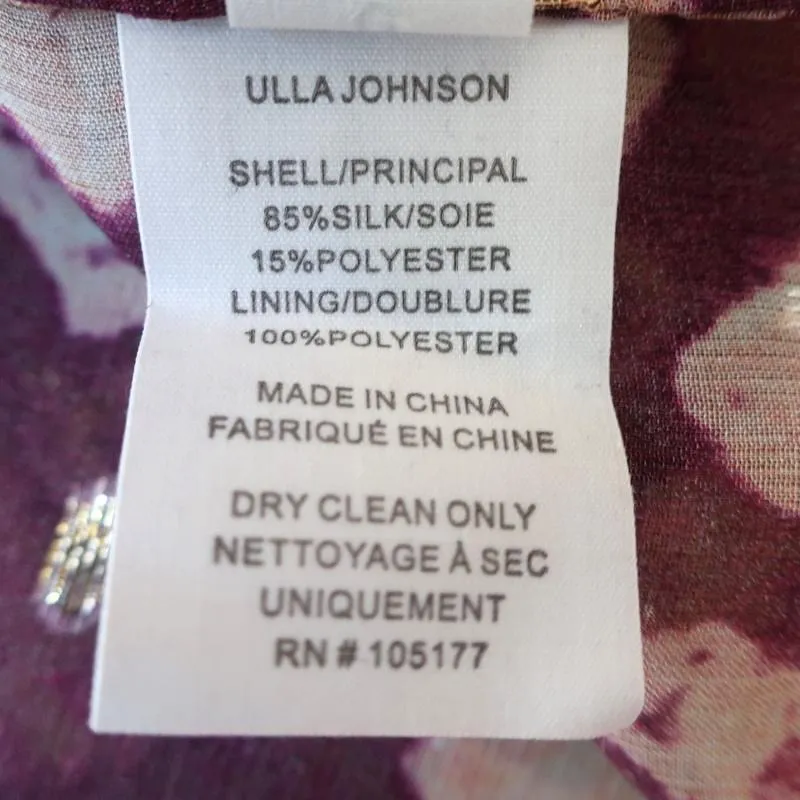 ULLA JOHNSON
SHELL/PRINCIPAL
85%SILK/SOIE
15%POLYESTER
LINING/DOUBLURE
100%POLYESTER
MADE IN CHINA
FABRIQUÉ EN CHINE
DRY CLEAN ONLY
NETTOYAGE À SEC
UNIQUEMENT
RN # 105177